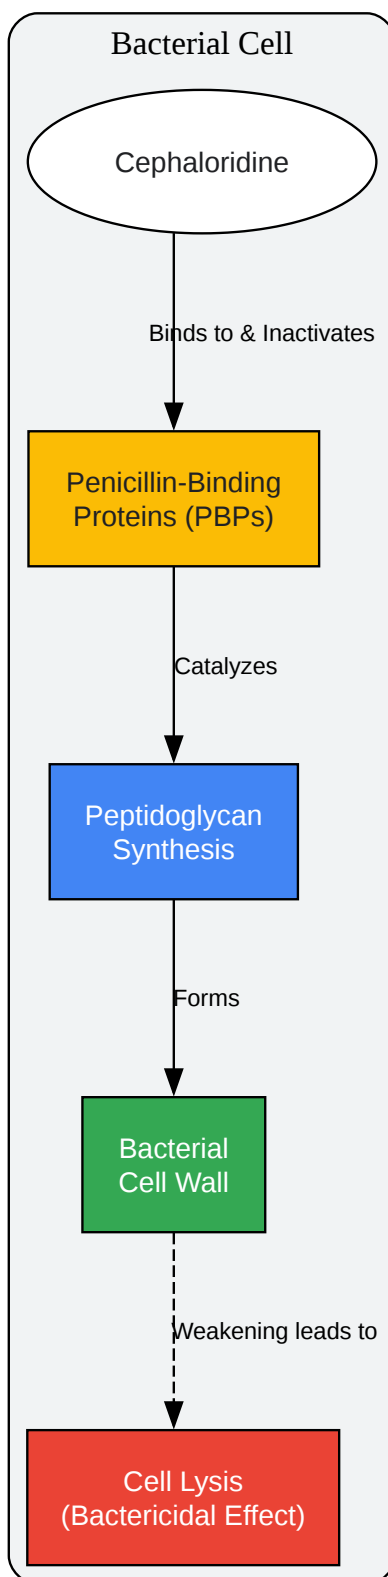 Bacterial Cell
Cephaloridine
Binds to & Inactivates
Penicillin-Binding
Proteins (PBPs)
Catalyzes
Peptidoglycan
Synthesis
Forms
Bacterial
Cell Wall
Weakening leads to
Cell Lysis
(Bactericidal Effect)